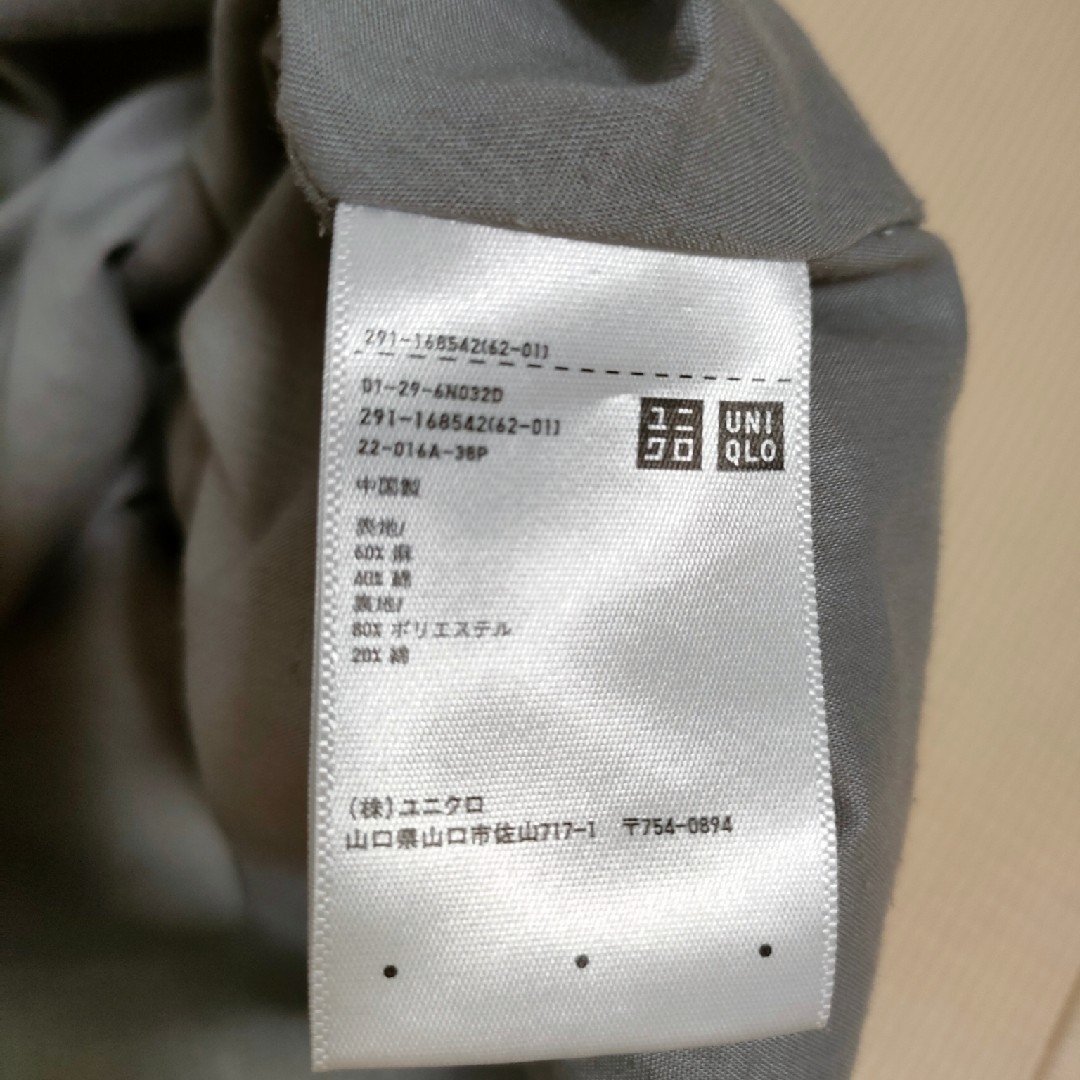 291-168542(62-01)
01-29-6N032D
291-168542(62-01)
22-016A-38P
ユニ
クロ
UNI
QLO
中国製
表地/
60% 麻
40% 綿
裏地/
80% ポリエステル
20% 綿
(株)ユニクロ
山口県山口市佐山717-1 〒754-0894